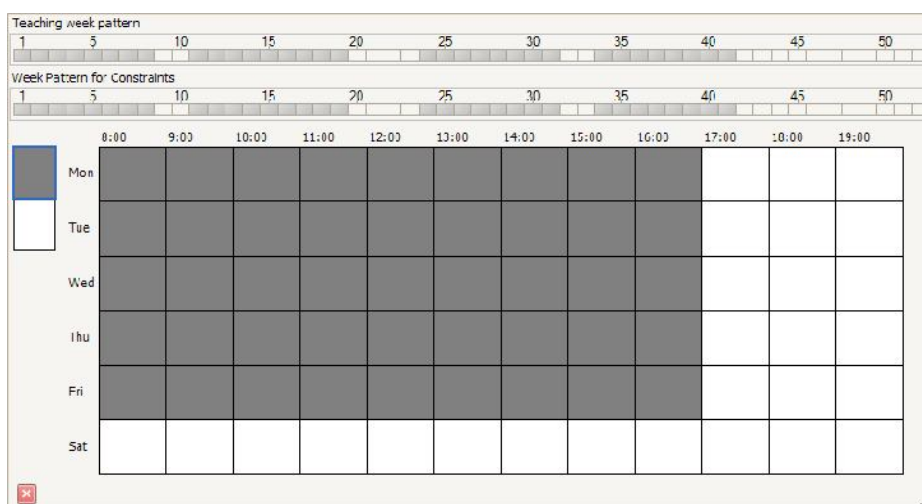 Teaching week pattern
1 5 10 15 20 25 30 35 40 45 50
Week Pattern for Constraints
1 5 10 15 20 25 30 35 40 45 50
8:00 9:00 10:00 11:00 12:00 13:00 14:00 15:00 16:00 17:00 18:00 19:00
Mon
Tue
Wed
Thu
Fri
Sat